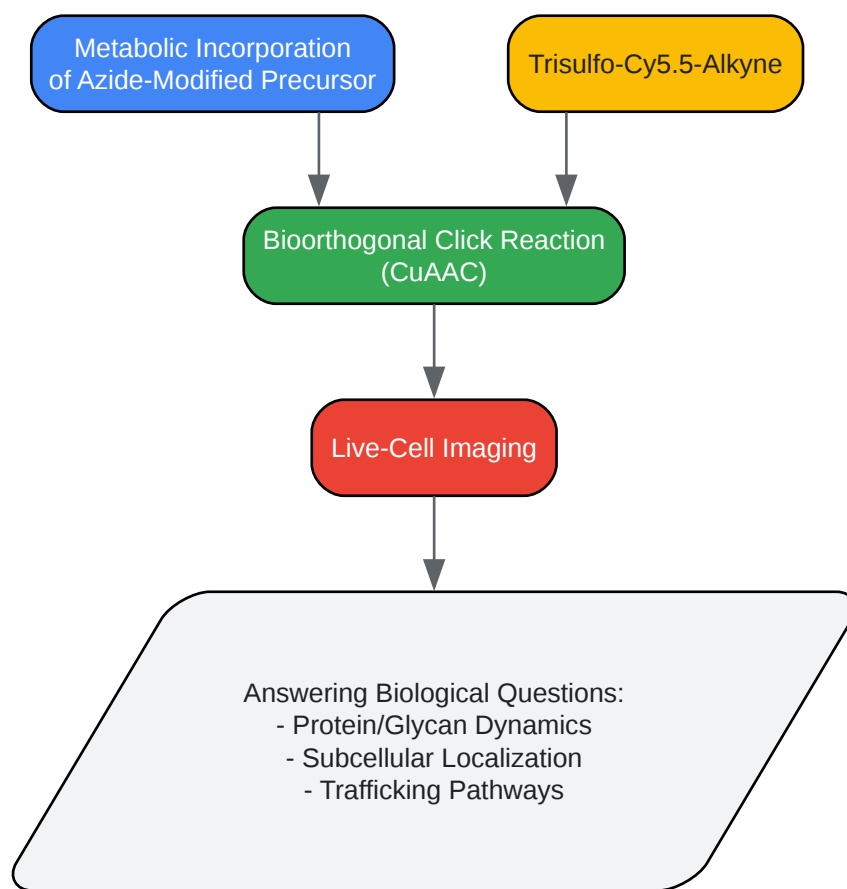 Metabolic Incorporation
of Azide-Modified Precursor
Trisulfo-Cy5.5-Alkyne
Bioorthogonal Click Reaction
(CuAAC)
Live-Cell Imaging
Answering Biological Questions:
- Protein/Glycan Dynamics
- Subcellular Localization
- Trafficking Pathways